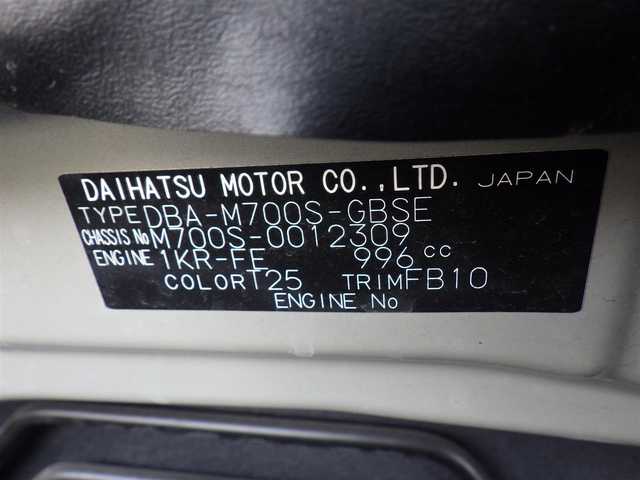 DAIHATSU MOTOR CO.,LTD. JAPAN
TYPE DBA-M700S-GBSE
CHASSIS No M700S-0012309
ENGINE 1KR-FE 996 cc
COLOR T25 TRIM FB10
ENGINE No